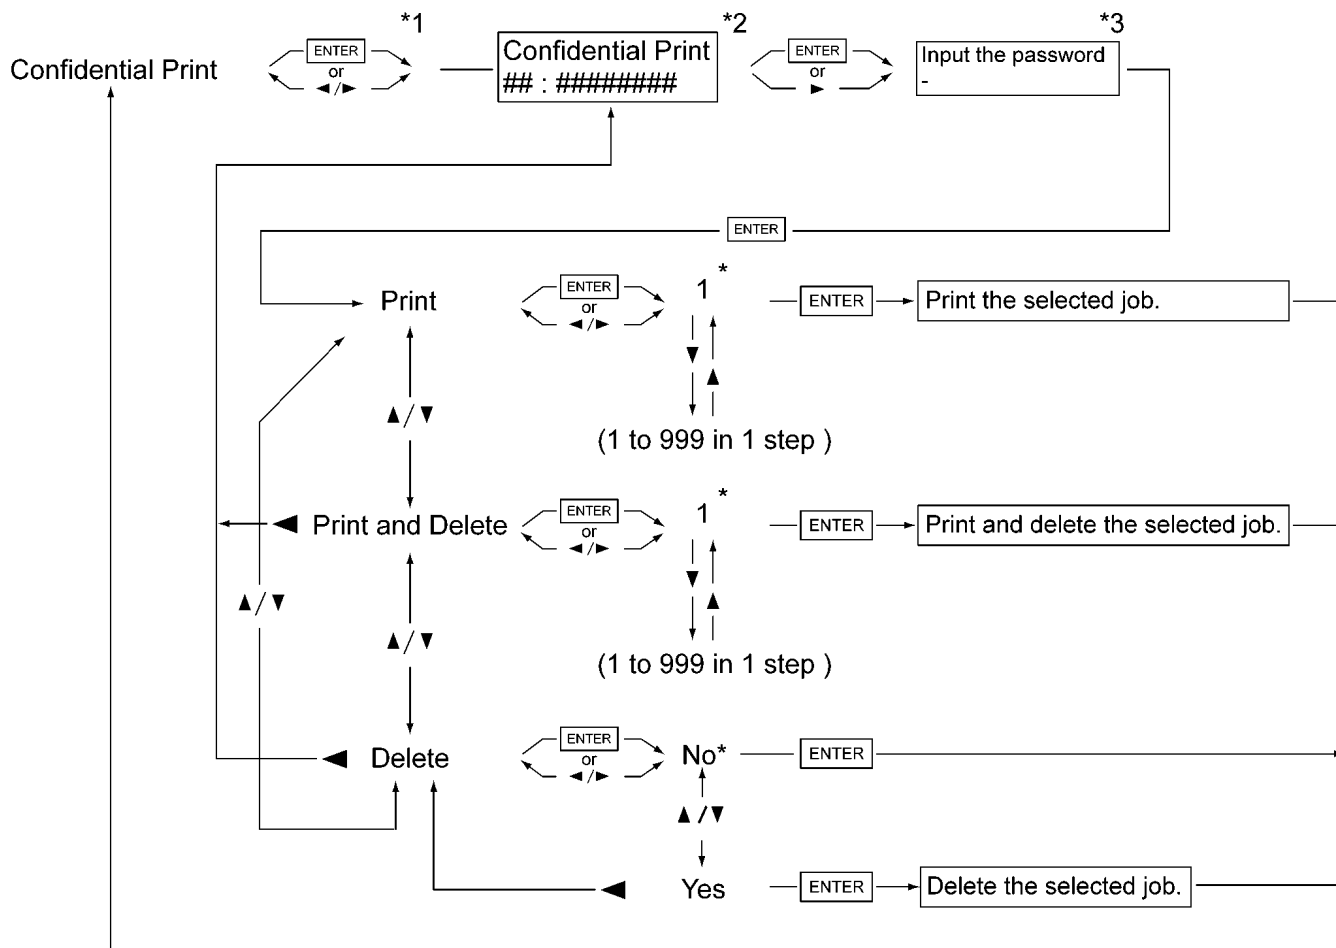 *1
*2
*3
Confidential Print
ENTER
or
◄/►
Confidential Print
## : ########
ENTER
or
►
Input the password
-
ENTER
Print
ENTER
or
◄/►
1 *
ENTER
Print the selected job.
▲/▼
▼
▲
(1 to 999 in 1 step )
◄ Print and Delete
ENTER
or
◄/►
1 *
ENTER
Print and delete the selected job.
▲/▼
▲/▼
▼
▲
(1 to 999 in 1 step )
◄ Delete
ENTER
or
◄/►
No*
ENTER
▲/▼
◄
Yes
ENTER
Delete the selected job.